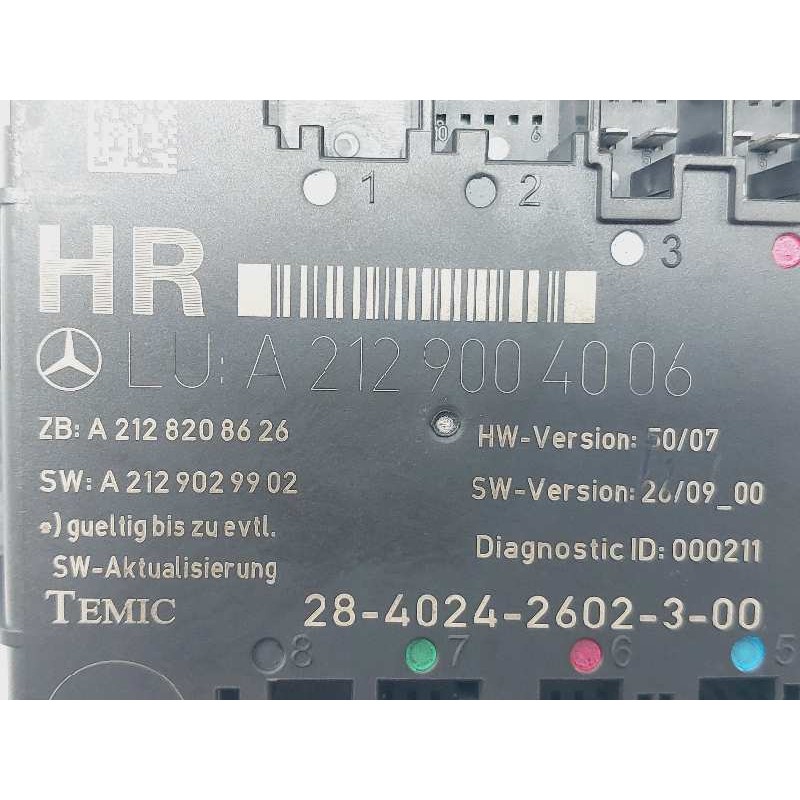 10 6
1 2
3
HR
LU: A 212 900 40 06
ZB: A 212 820 86 26
HW-Version: 50/07
SW: A 212 902 99 02
SW-Version: 26/09_00
*) gueltig bis zu evtl.
SW-Aktualisierung
Diagnostic ID: 000211
TEMIC 28-4024-2602-3-00
8 7 6 5